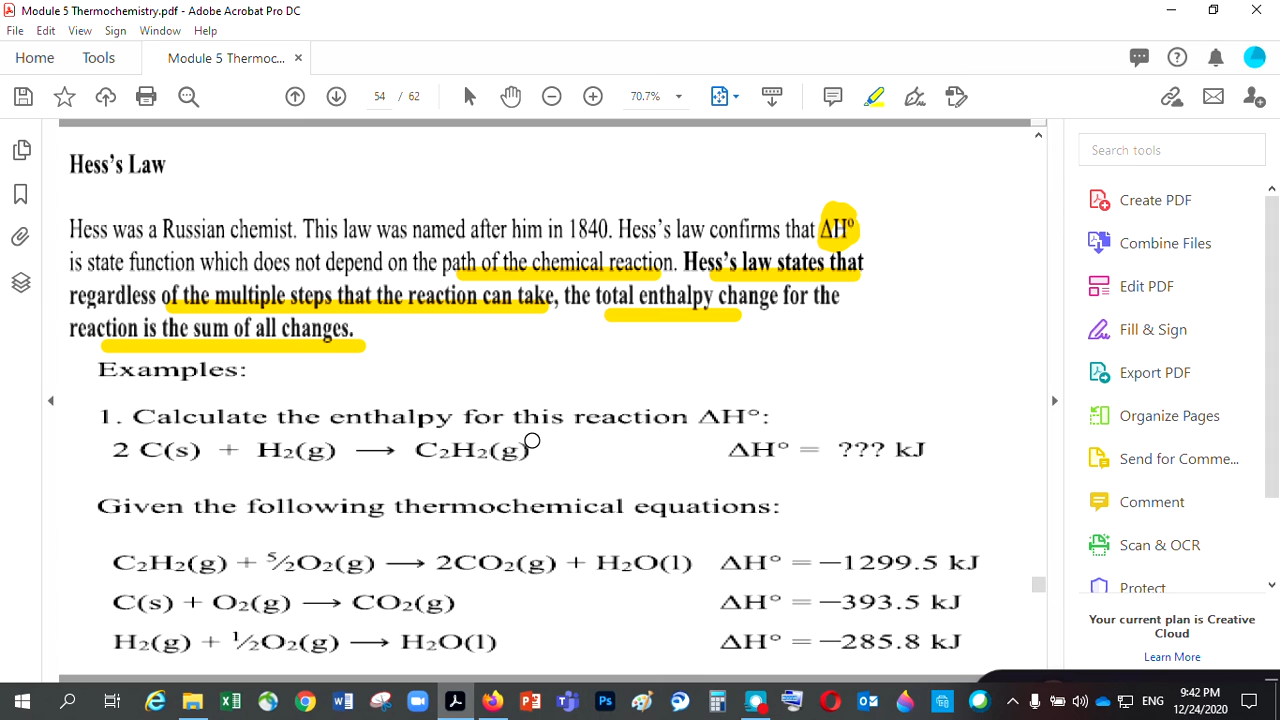 Module 5 Thermochemistry.pdf - Adobe Acrobat Pro DC
File Edit View Sign Window Help
Home Tools Module 5 Thermoc... ×
54 / 62 70.7%
Hess's Law
Hess was a Russian chemist. This law was named after him in 1840. Hess's law confirms that ΔHº
is state function which does not depend on the path of the chemical reaction. Hess's law states that
regardless of the multiple steps that the reaction can take, the total enthalpy change for the
reaction is the sum of all changes.
Examples:
1. Calculate the enthalpy for this reaction ΔH°:
2 C(s) + H₂(g) ⟶ C₂H₂(g) ΔH° = ??? kJ
Given the following thermochemical equations:
C₂H₂(g) + ⁵⁄₂O₂(g) ⟶ 2CO₂(g) + H₂O(l) ΔH° = −1299.5 kJ
C(s) + O₂(g) ⟶ CO₂(g) ΔH° = −393.5 kJ
H₂(g) + ¹⁄₂O₂(g) ⟶ H₂O(l) ΔH° = −285.8 kJ
Search tools
Create PDF
Combine Files
Edit PDF
Fill & Sign
Export PDF
Organize Pages
Send for Comme...
Comment
Scan & OCR
Protect
Your current plan is Creative
Cloud
Learn More
ENG
9:42 PM
12/24/2020